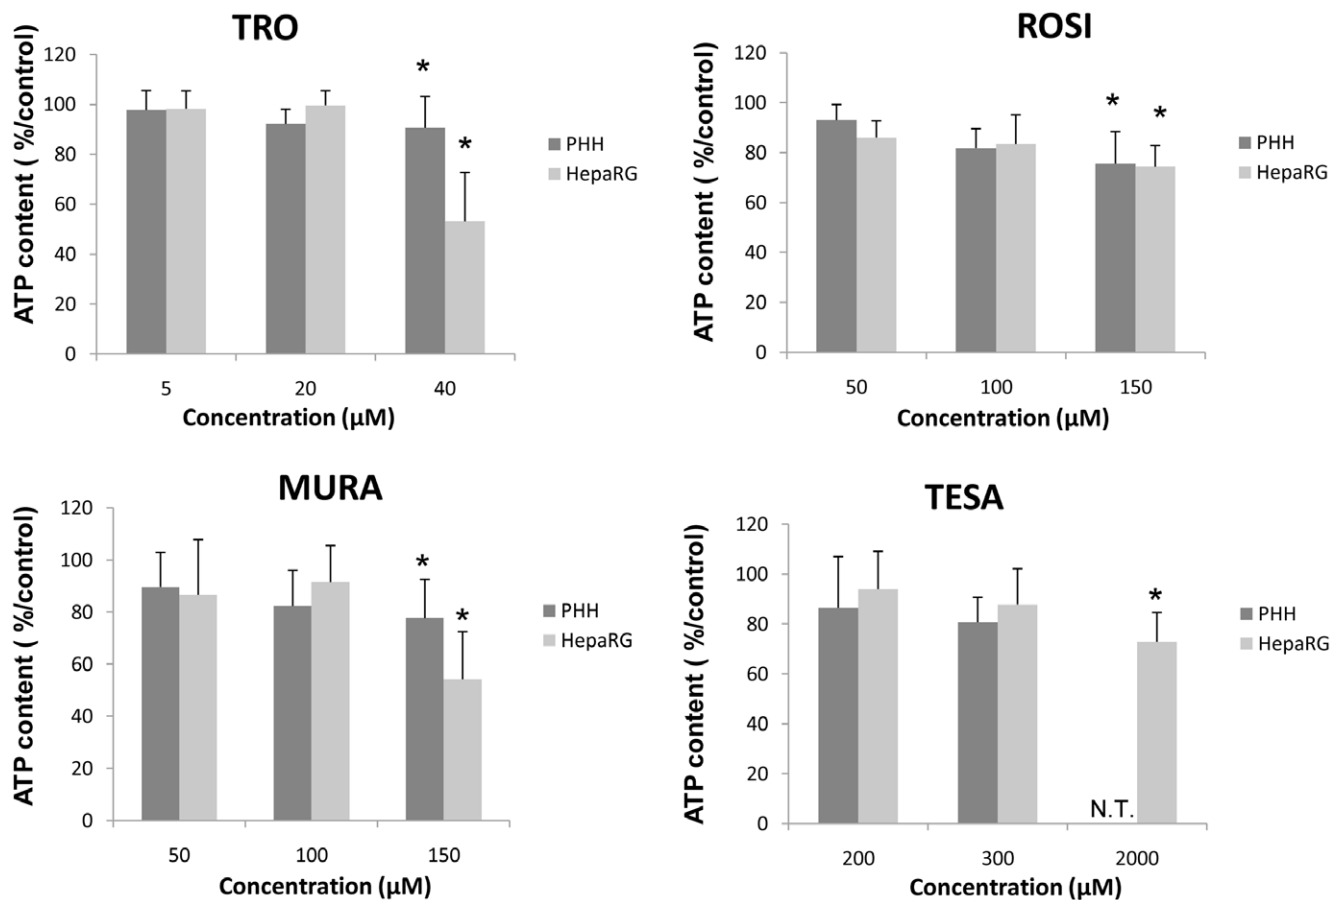 TRO
ATP content ( %/control)
120
100
80
60
40
20
0
*
*
PHH
HepaRG
5 20 40
Concentration (µM)
ROSI
ATP content ( %/control)
120
100
80
60
40
20
0
* *
PHH
HepaRG
50 100 150
Concentration (µM)
MURA
ATP content ( %/control)
120
100
80
60
40
20
0
*
*
PHH
HepaRG
50 100 150
Concentration (µM)
TESA
ATP content ( %/control)
120
100
80
60
40
20
0
*
N.T.
PHH
HepaRG
200 300 2000
Concentration (µM)